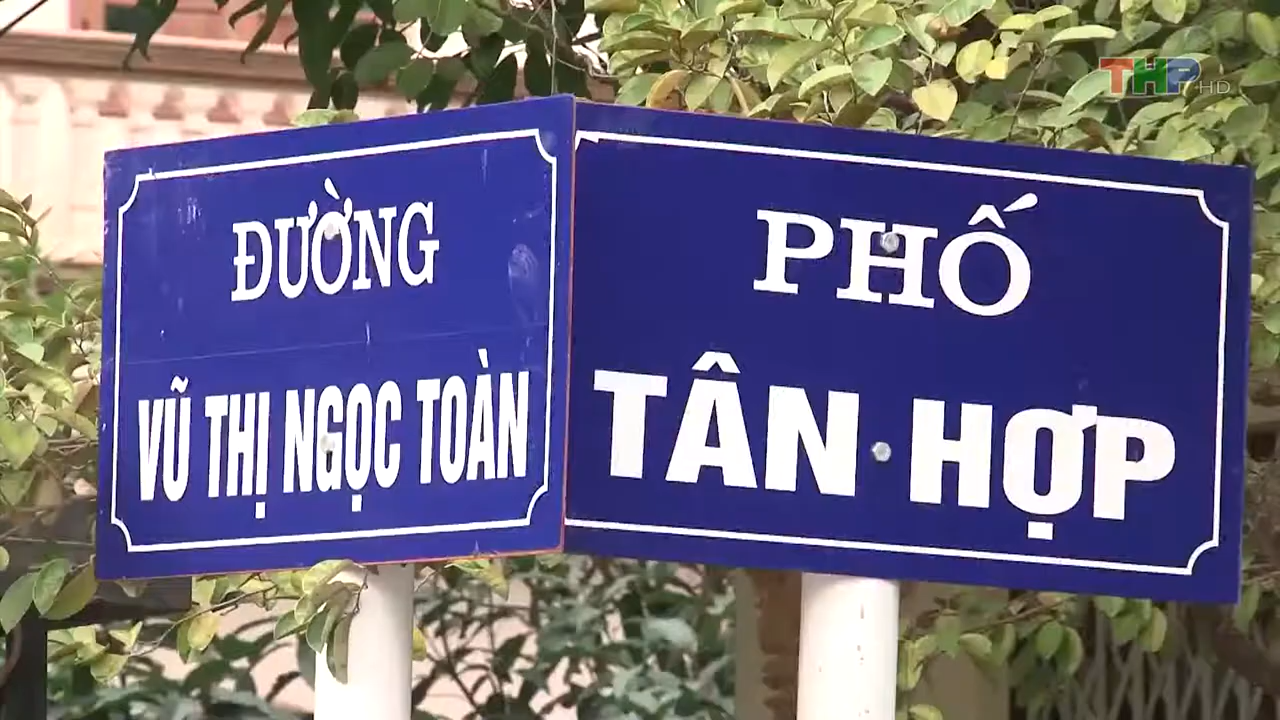 THP HD
ĐƯỜNG
VŨ THỊ NGỌC TOÀN
PHỐ
TÂN HỢP